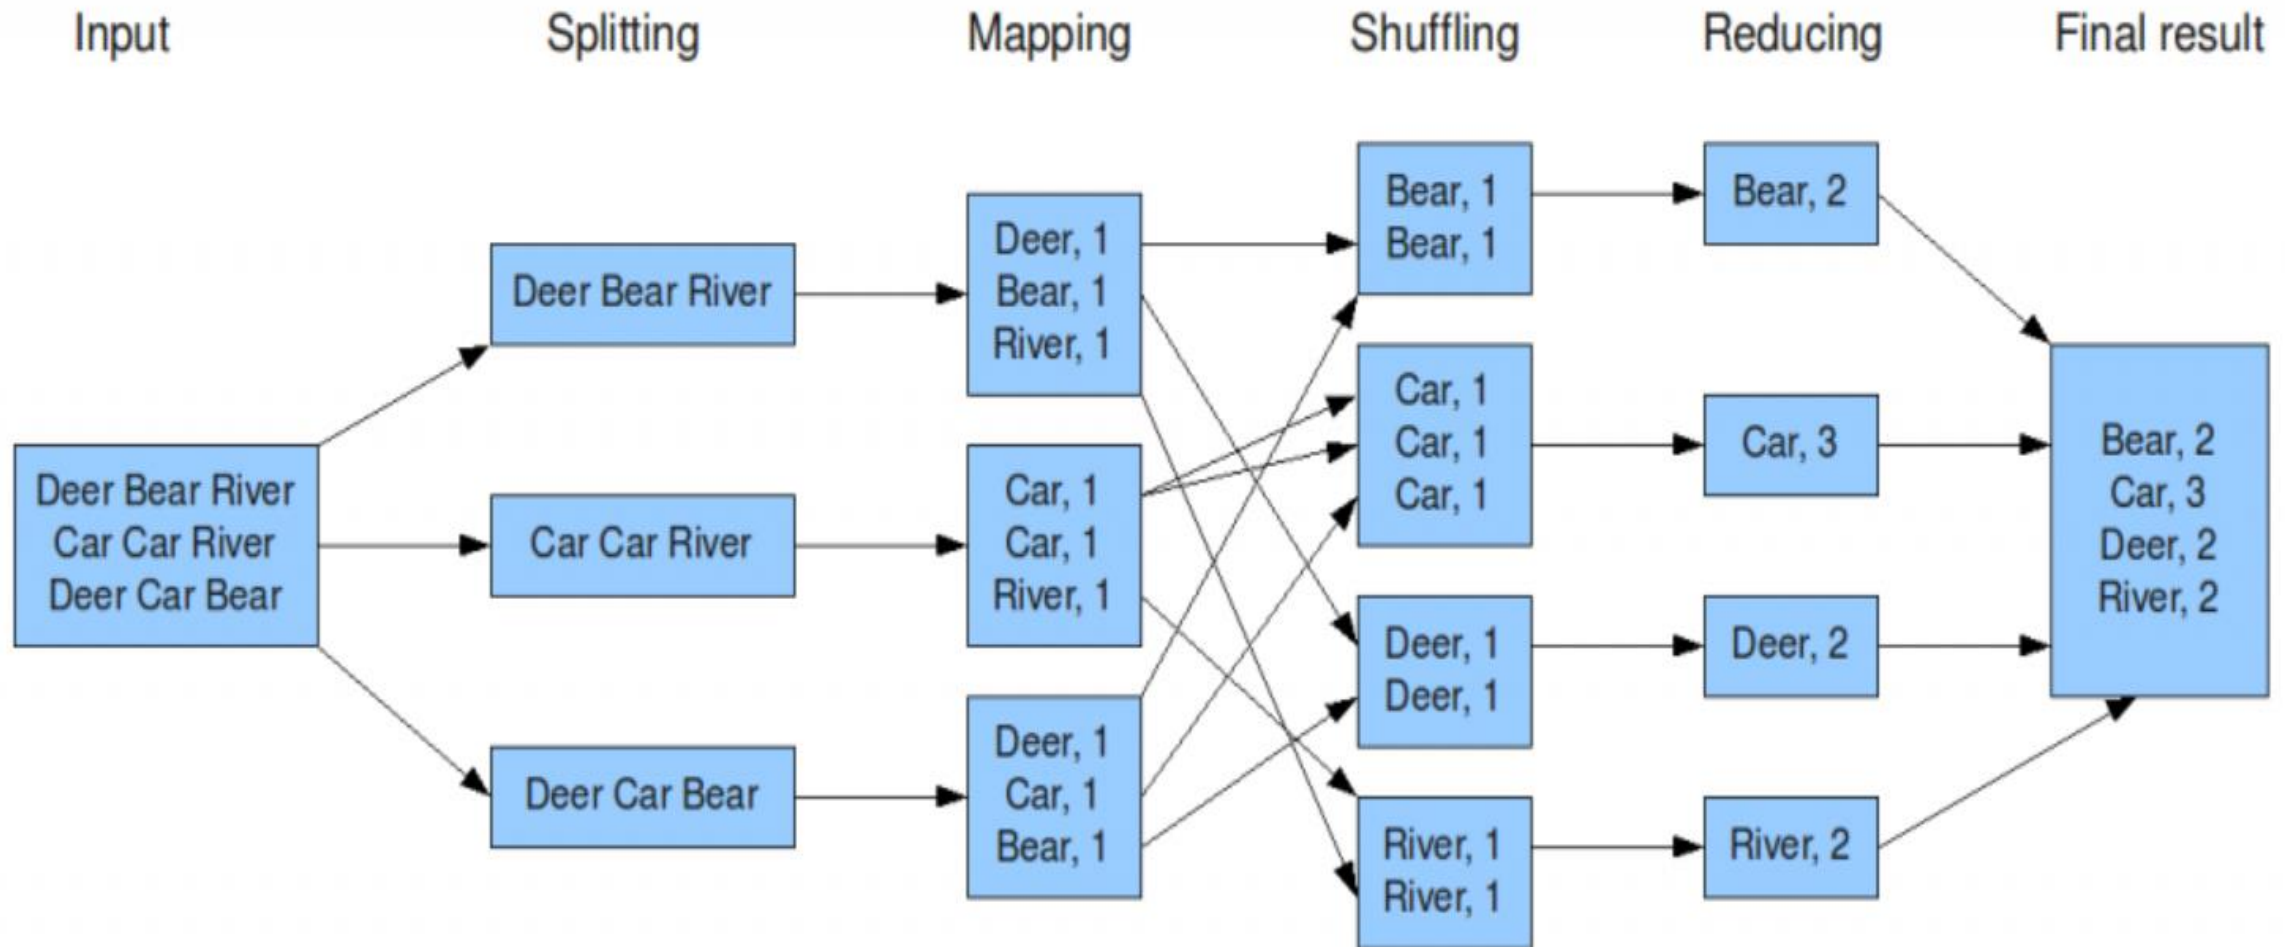 Input
Splitting
Mapping
Shuffling
Reducing
Final result
Deer Bear River
Car Car River
Deer Car Bear
Deer Bear River
Car Car River
Deer Car Bear
Deer, 1
Bear, 1
River, 1
Car, 1
Car, 1
River, 1
Deer, 1
Car, 1
Bear, 1
Bear, 1
Bear, 1
Car, 1
Car, 1
Car, 1
Deer, 1
Deer, 1
River, 1
River, 1
Bear, 2
Car, 3
Deer, 2
River, 2
Bear, 2
Car, 3
Deer, 2
River, 2